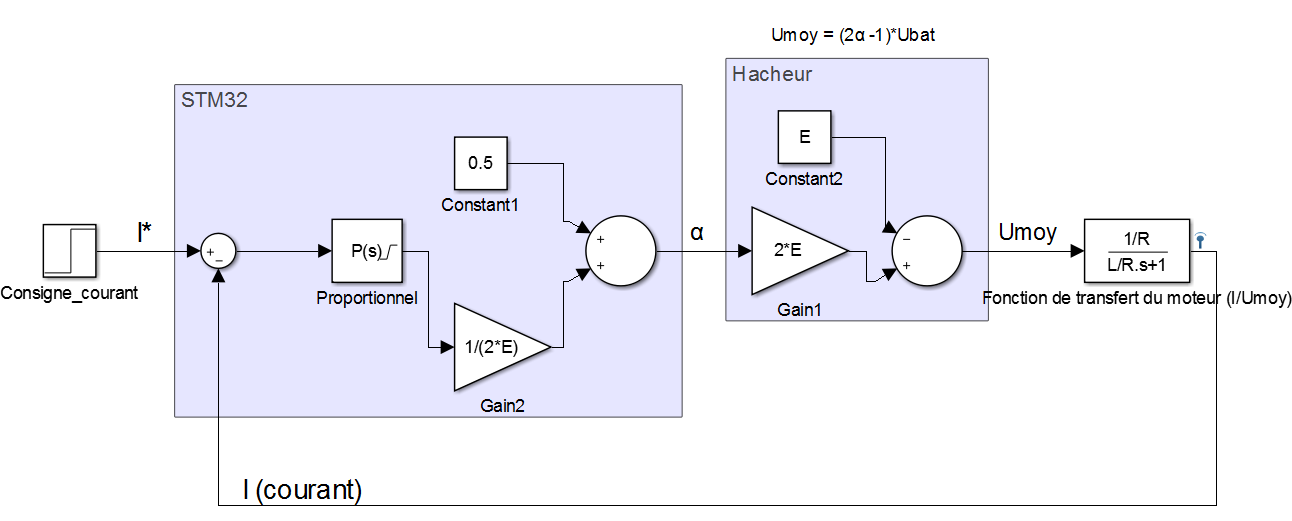 Umoy = (2α -1)*Ubat
Hacheur
STM32
E
Constant2
0.5
Constant1
I*
+
−
P(s)
Proportionnel
Consigne_courant
1/(2*E)
Gain2
+
+
α
2*E
Gain1
−
+
Umoy
1/R
L/R.s+1
Fonction de transfert du moteur (I/Umoy)
I (courant)